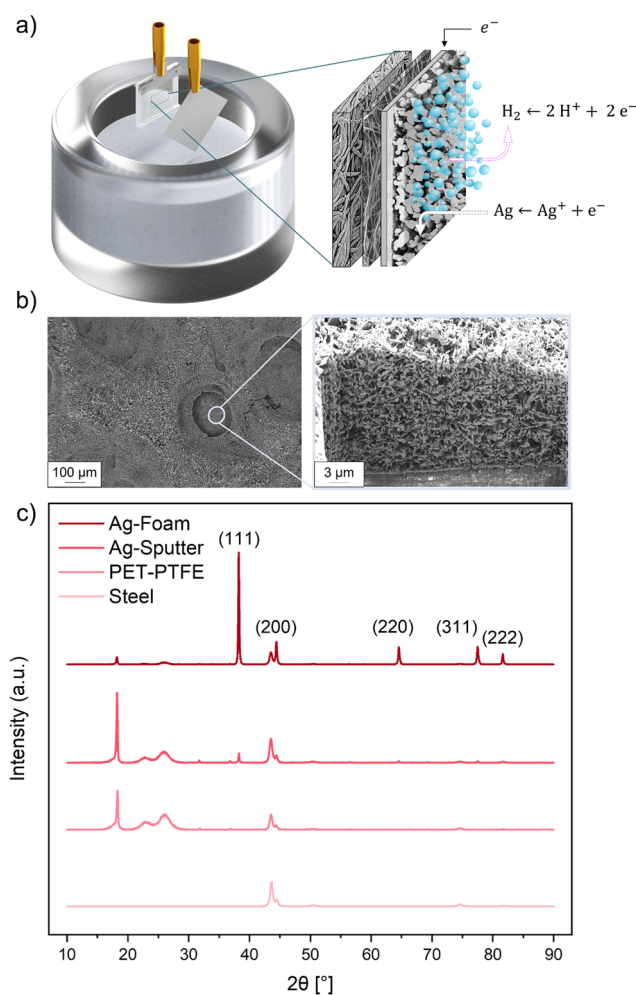 a)
e⁻
H₂ ← 2 H⁺ + 2 e⁻
Ag ← Ag⁺ + e⁻
b)
100 µm
3 µm
c)
Ag-Foam
Ag-Sputter
PET-PTFE
Steel
(111)
(200)
(220)
(311)
(222)
Intensity (a.u.)
10 20 30 40 50 60 70 80 90
2θ [°]